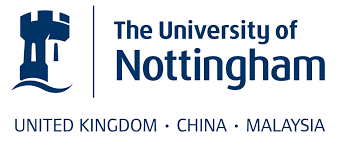 The University of
Nottingham
UNITED KINGDOM · CHINA · MALAYSIA